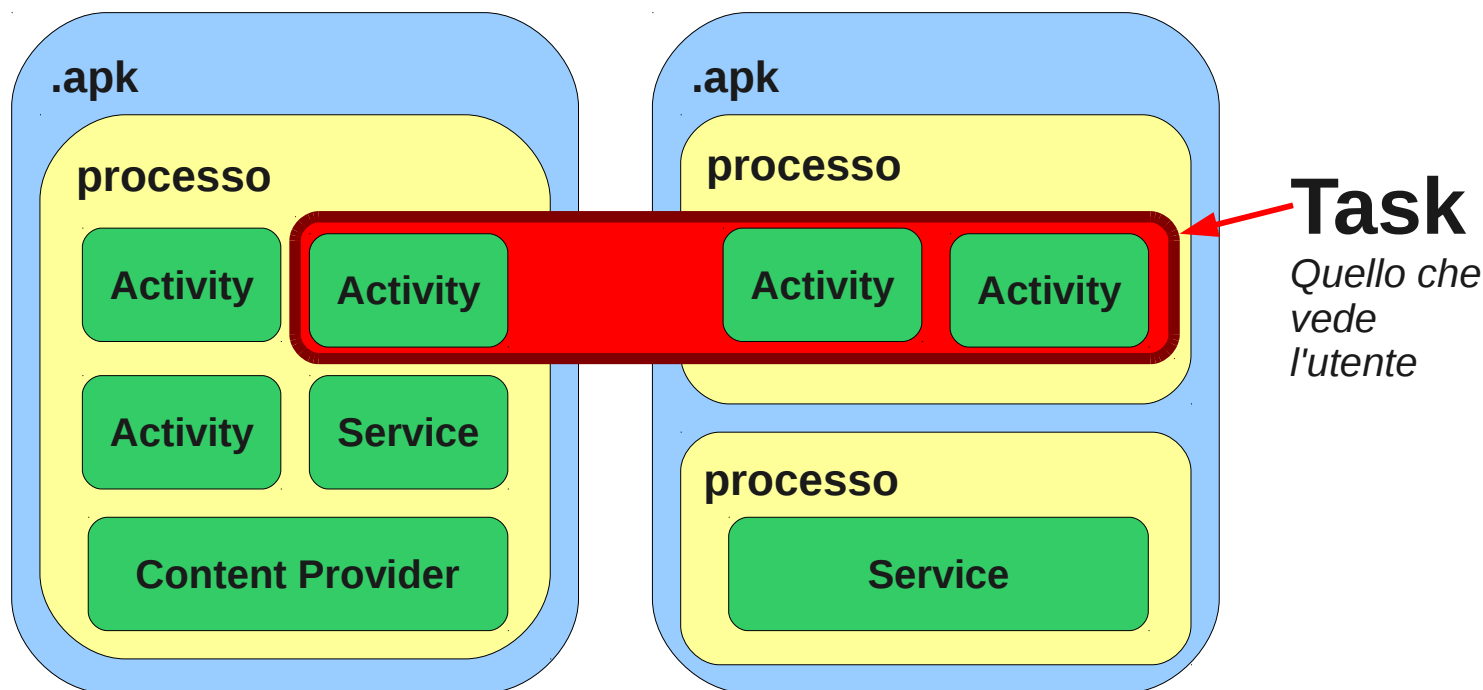 .apk
processo
Activity
Activity
Activity
Service
Content Provider
.apk
processo
Activity
Activity
processo
Service
Task
Quello che
vede
l'utente